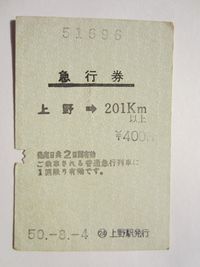 51696
急行券
上野 ➡ 201Km
以上
¥400
発売日共2日間有効
ご乗車される普通急行列車に
1回限り有効です。
50.-8.-4 ㉔ 上野駅発行